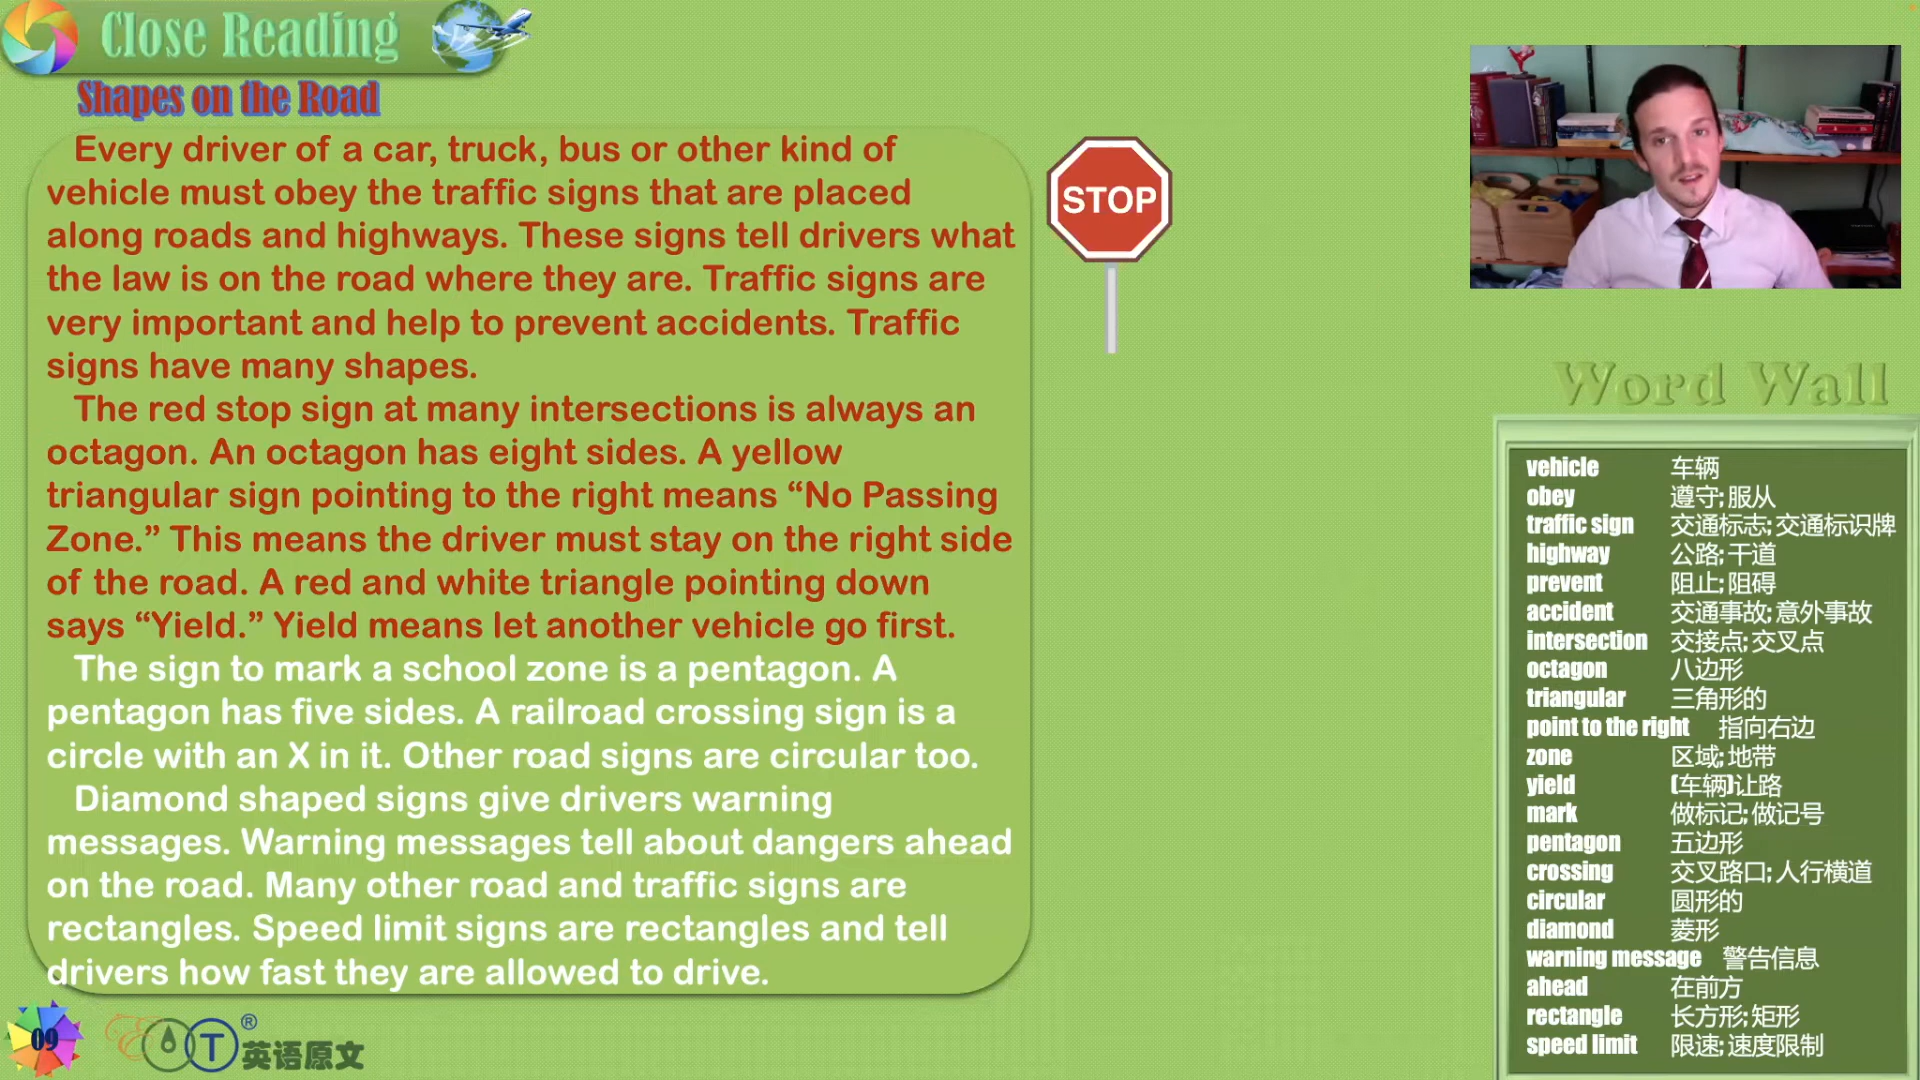 Close Reading
Shapes on the Road
Every driver of a car, truck, bus or other kind of
vehicle must obey the traffic signs that are placed
along roads and highways. These signs tell drivers what
the law is on the road where they are. Traffic signs are
very important and help to prevent accidents. Traffic
signs have many shapes.
The red stop sign at many intersections is always an
octagon. An octagon has eight sides. A yellow
triangular sign pointing to the right means “No Passing
Zone.” This means the driver must stay on the right side
of the road. A red and white triangle pointing down
says “Yield.” Yield means let another vehicle go first.
The sign to mark a school zone is a pentagon. A
pentagon has five sides. A railroad crossing sign is a
circle with an X in it. Other road signs are circular too.
Diamond shaped signs give drivers warning
messages. Warning messages tell about dangers ahead
on the road. Many other road and traffic signs are
rectangles. Speed limit signs are rectangles and tell
drivers how fast they are allowed to drive.
STOP
Word Wall
vehicle 车辆
obey 遵守; 服从
traffic sign 交通标志; 交通标识牌
highway 公路; 干道
prevent 阻止; 阻碍
accident 交通事故; 意外事故
intersection 交接点; 交叉点
octagon 八边形
triangular 三角形的
point to the right 指向右边
zone 区域; 地带
yield (车辆)让路
mark 做标记; 做记号
pentagon 五边形
crossing 交叉路口; 人行横道
circular 圆形的
diamond 菱形
warning message 警告信息
ahead 在前方
rectangle 长方形; 矩形
speed limit 限速; 速度限制
09
T® 英语原文